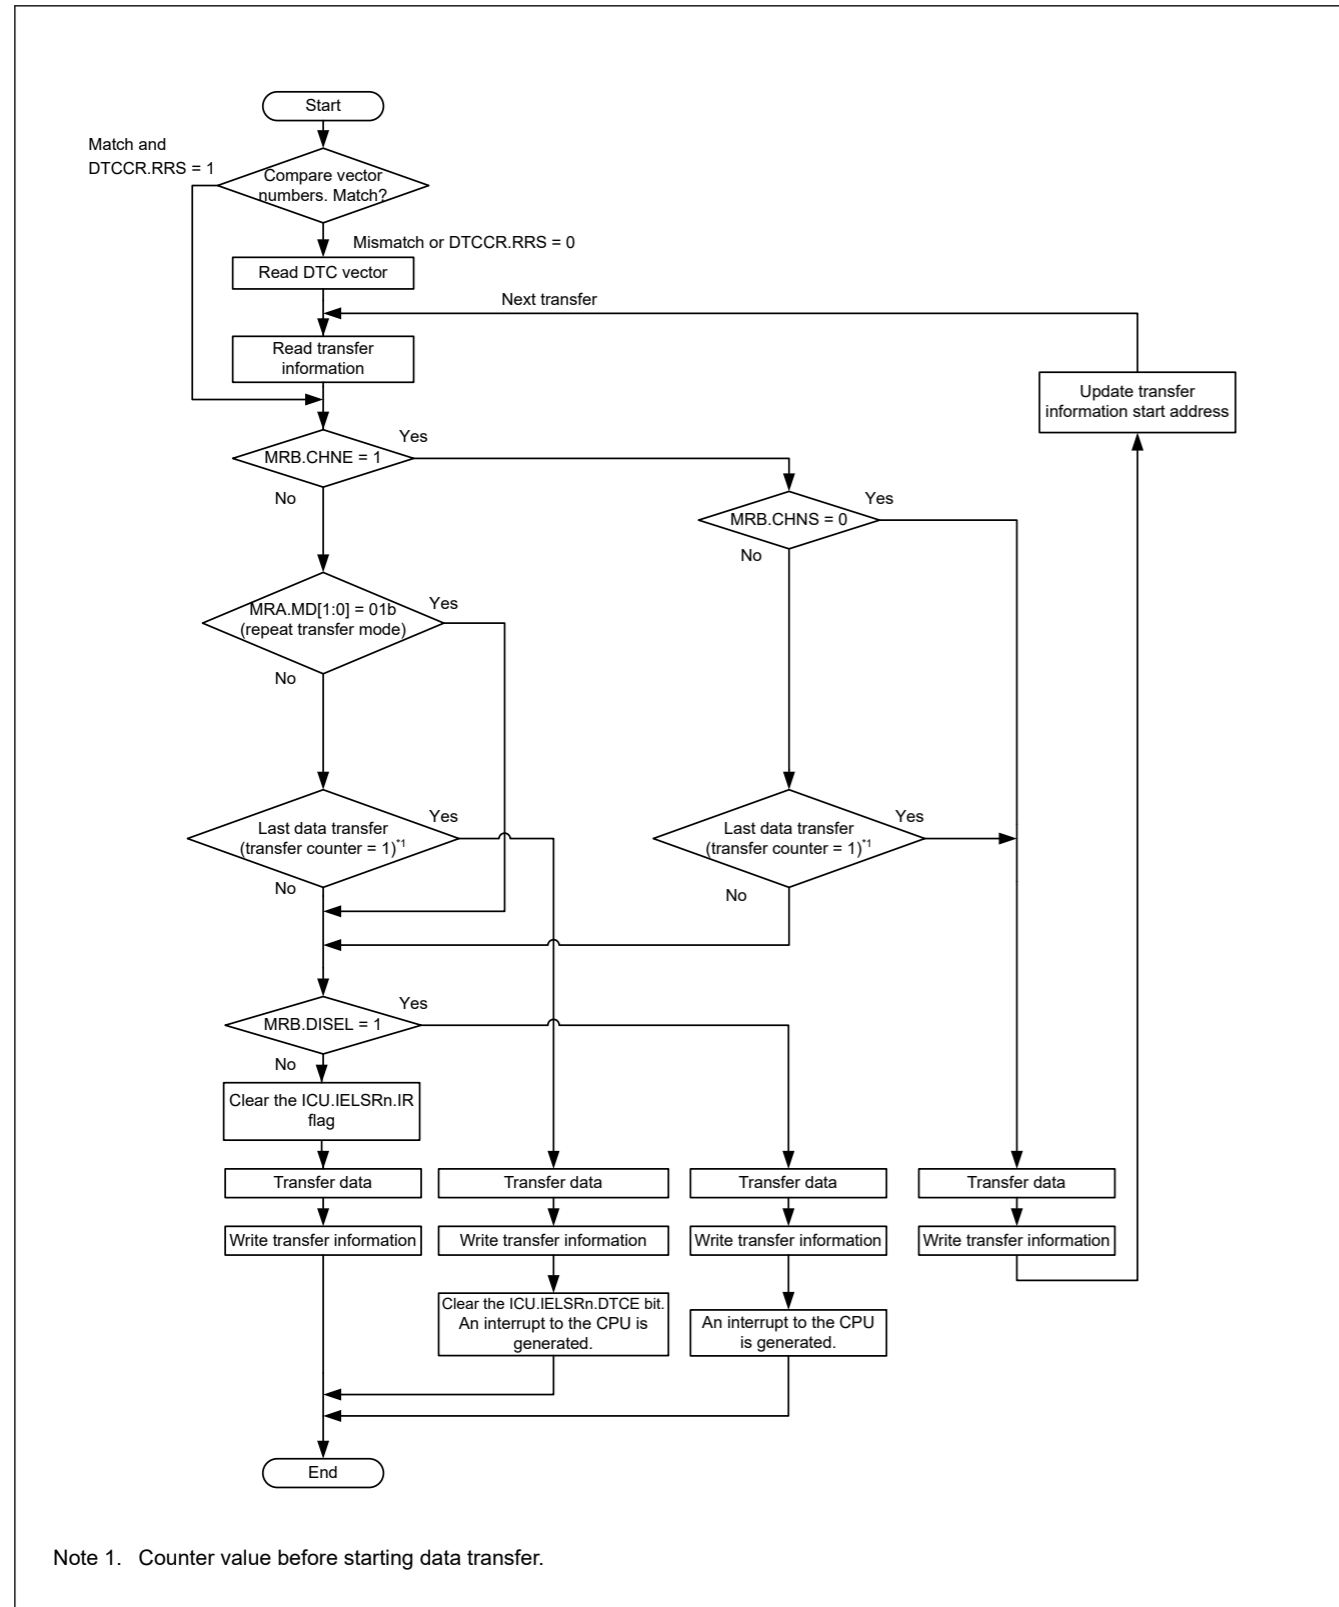 Start
Match and
DTCCR.RRS = 1
Compare vector
numbers. Match?
Mismatch or DTCCR.RRS = 0
Read DTC vector
Next transfer
Read transfer
information
Update transfer
information start address
Yes
MRB.CHNE = 1
No
Yes
MRB.CHNS = 0
No
MRA.MD[1:0] = 01b
(repeat transfer mode)
Yes
No
Last data transfer
(transfer counter = 1)*1
Yes
No
Last data transfer
(transfer counter = 1)*1
Yes
No
MRB.DISEL = 1
Yes
No
Clear the ICU.IELSRn.IR
flag
Transfer data
Transfer data
Transfer data
Transfer data
Write transfer information
Write transfer information
Write transfer information
Write transfer information
Clear the ICU.IELSRn.DTCE bit.
An interrupt to the CPU is
generated.
An interrupt to the CPU
is generated.
End
Note 1. Counter value before starting data transfer.